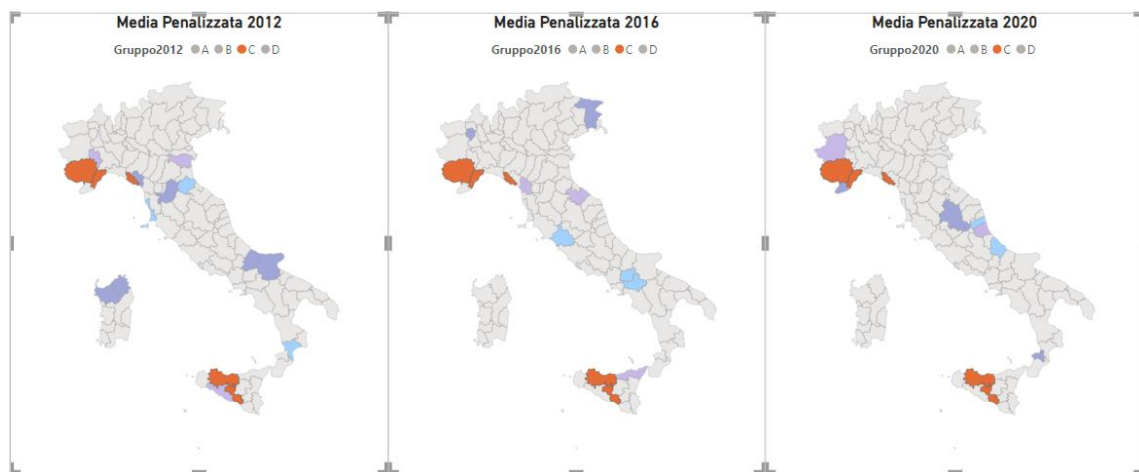 Media Penalizzata 2012
Gruppo2012 A B C D
Media Penalizzata 2016
Gruppo2016 A B C D
Media Penalizzata 2020
Gruppo2020 A B C D